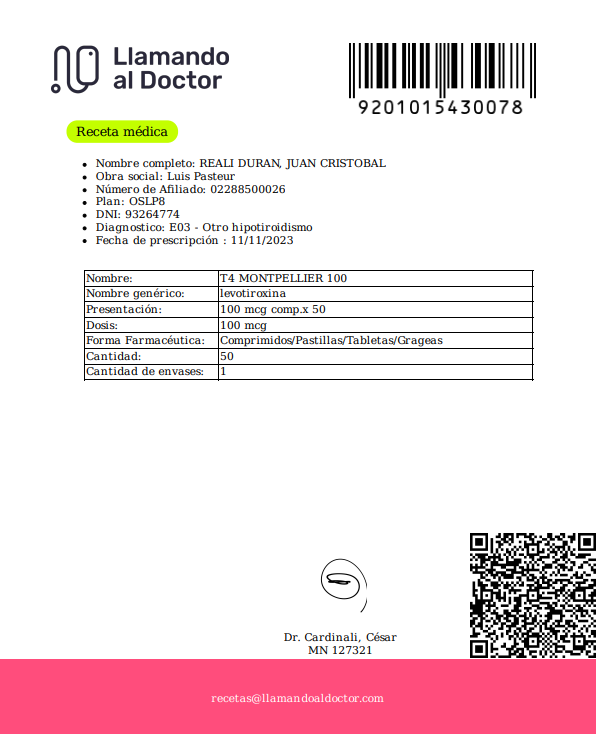 Llamando
al Doctor
9201015430078
Receta médica
Nombre completo: REALI DURAN, JUAN CRISTOBAL
Obra social: Luis Pasteur
Número de Afiliado: 02288500026
Plan: OSLP8
DNI: 93264774
Diagnostico: E03 - Otro hipotiroidismo
Fecha de prescripción : 11/11/2023
Nombre: T4 MONTPELLIER 100
Nombre genérico: levotiroxina
Presentación: 100 mcg comp.x 50
Dosis: 100 mcg
Forma Farmacéutica: Comprimidos/Pastillas/Tabletas/Grageas
Cantidad: 50
Cantidad de envases: 1
Dr. Cardinali, César
MN 127321
recetas@llamandoaldoctor.com